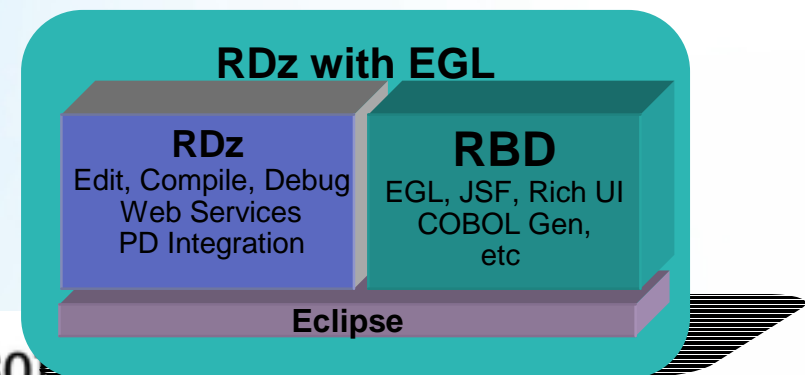 RDz with EGL
RDz
Edit, Compile, Debug
Web Services
PD Integration
RBD
EGL, JSF, Rich UI
COBOL Gen,
etc
Eclipse